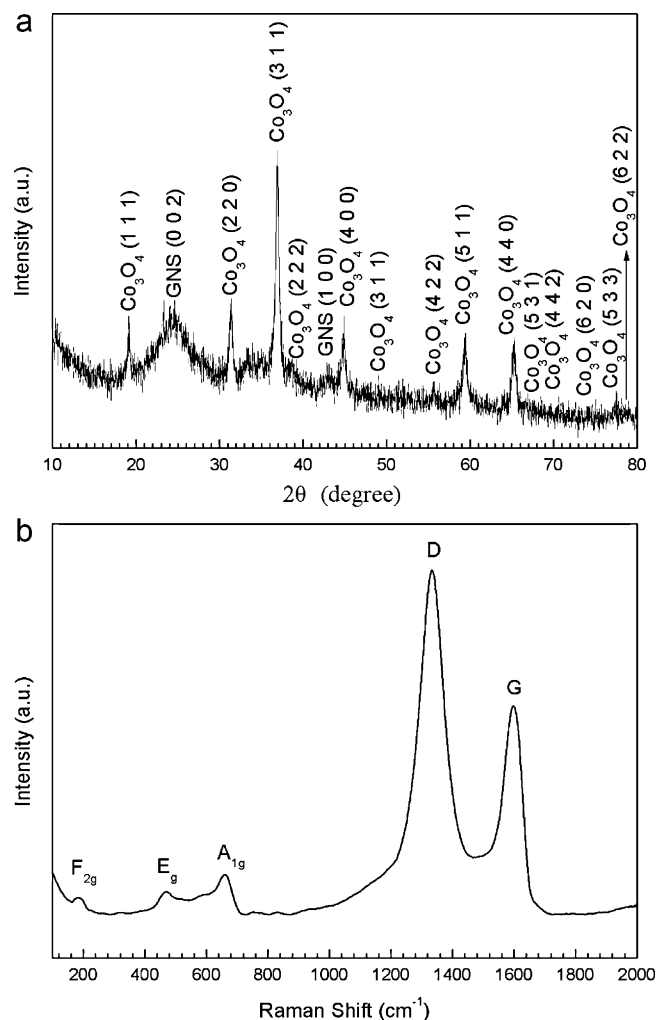 a
Intensity (a.u.)
Co₃O₄ (1 1 1)
GNS (0 0 2)
Co₃O₄ (2 2 0)
Co₃O₄ (3 1 1)
Co₃O₄ (2 2 2)
GNS (1 0 0)
Co₃O₄ (4 0 0)
Co₃O₄ (3 1 1)
Co₃O₄ (4 2 2)
Co₃O₄ (5 1 1)
Co₃O₄ (4 4 0)
Co₃O₄ (5 3 1)
Co₃O₄ (4 4 2)
Co₃O₄ (6 2 0)
Co₃O₄ (5 3 3)
Co₃O₄ (6 2 2)
10 20 30 40 50 60 70 80
2θ (degree)
b
Intensity (a.u.)
F₂g
Eg
A₁g
D
G
200 400 600 800 1000 1200 1400 1600 1800 2000
Raman Shift (cm⁻¹)